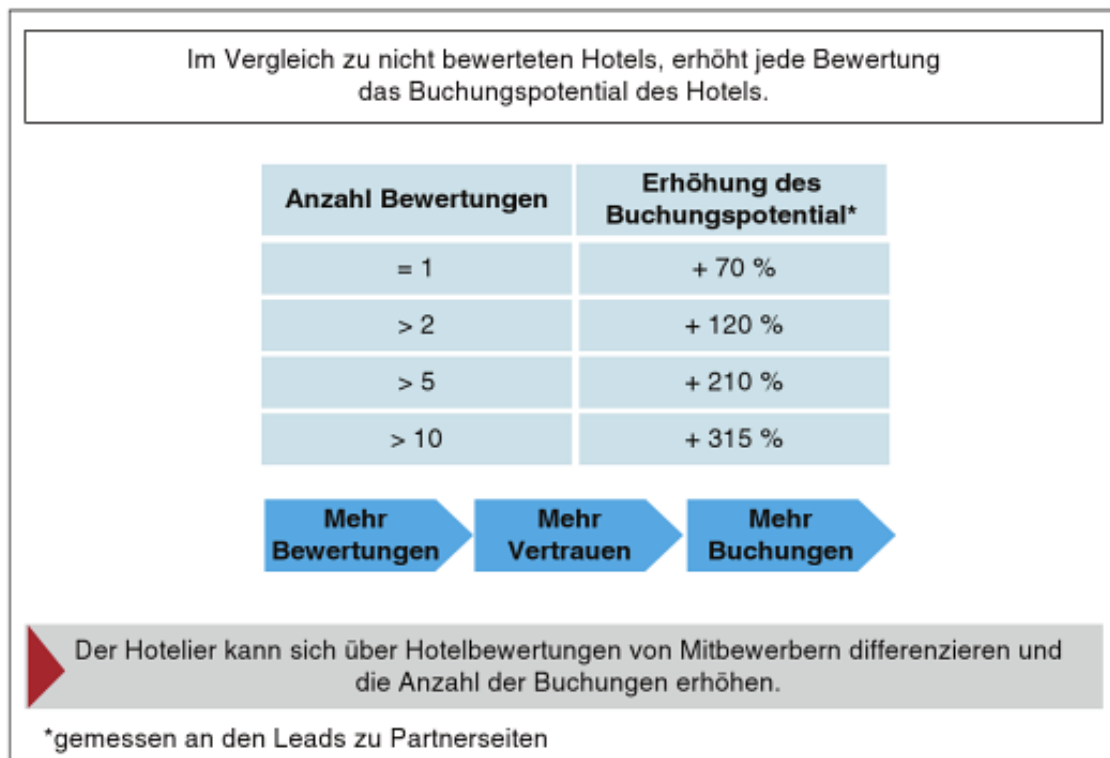 Im Vergleich zu nicht bewerteten Hotels, erhöht jede Bewertung
das Buchungspotential des Hotels.
Anzahl Bewertungen
Erhöhung des
Buchungspotential*
= 1
+ 70 %
> 2
+ 120 %
> 5
+ 210 %
> 10
+ 315 %
Mehr
Bewertungen
Mehr
Vertrauen
Mehr
Buchungen
Der Hotelier kann sich über Hotelbewertungen von Mitbewerbern differenzieren und
die Anzahl der Buchungen erhöhen.
*gemessen an den Leads zu Partnerseiten